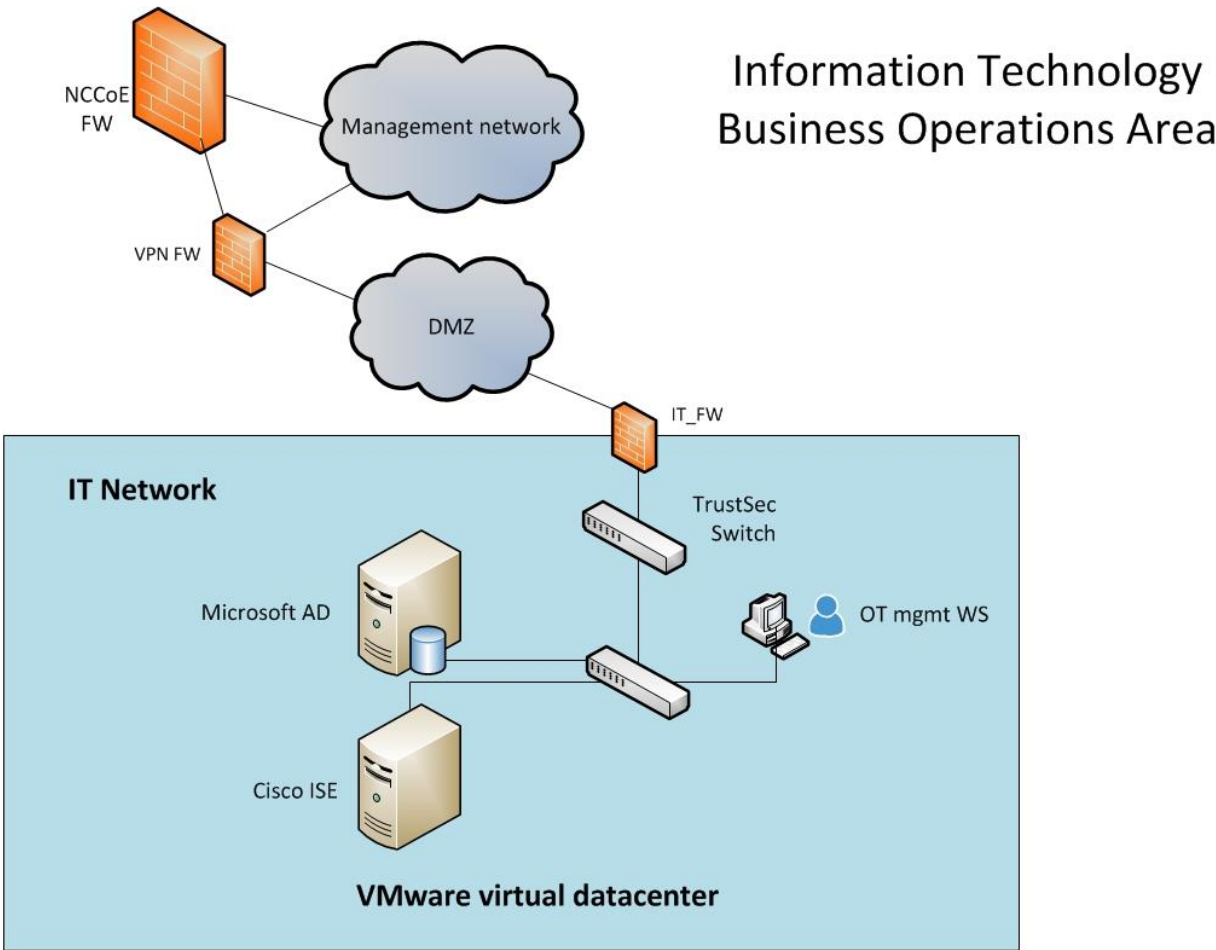 Information Technology
Business Operations Area
NCCoE
FW
Management network
VPN FW
DMZ
IT_FW
IT Network
TrustSec
Switch
Microsoft AD
OT mgmt WS
Cisco ISE
VMware virtual datacenter